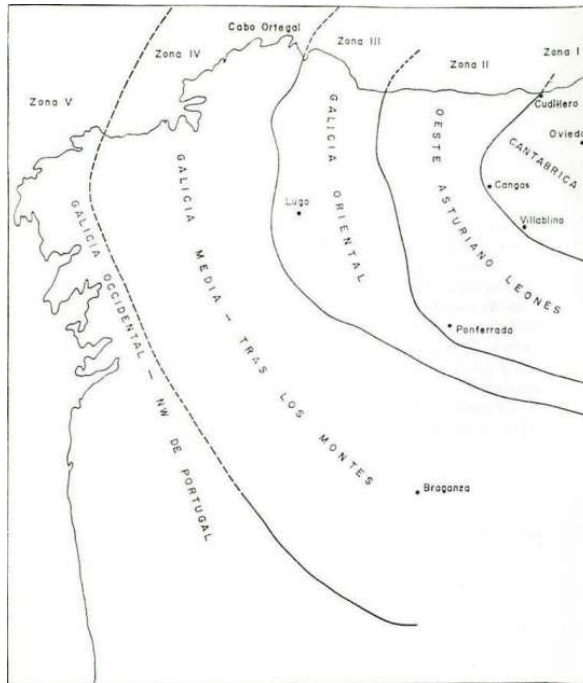 Cabo Ortegal
Zona III
Zona IV
Zona I
Zona II
Zona V
Cudillero
Oviedo
CANTABRICA
Cangas
Villablino
OESTE ASTURIANO LEONES
GALICIA ORIENTAL
Lugo
Ponferrada
GALICIA MEDIA - TRAS LOS MONTES
GALICIA OCCIDENTAL - NW DE PORTUGAL
Braganza